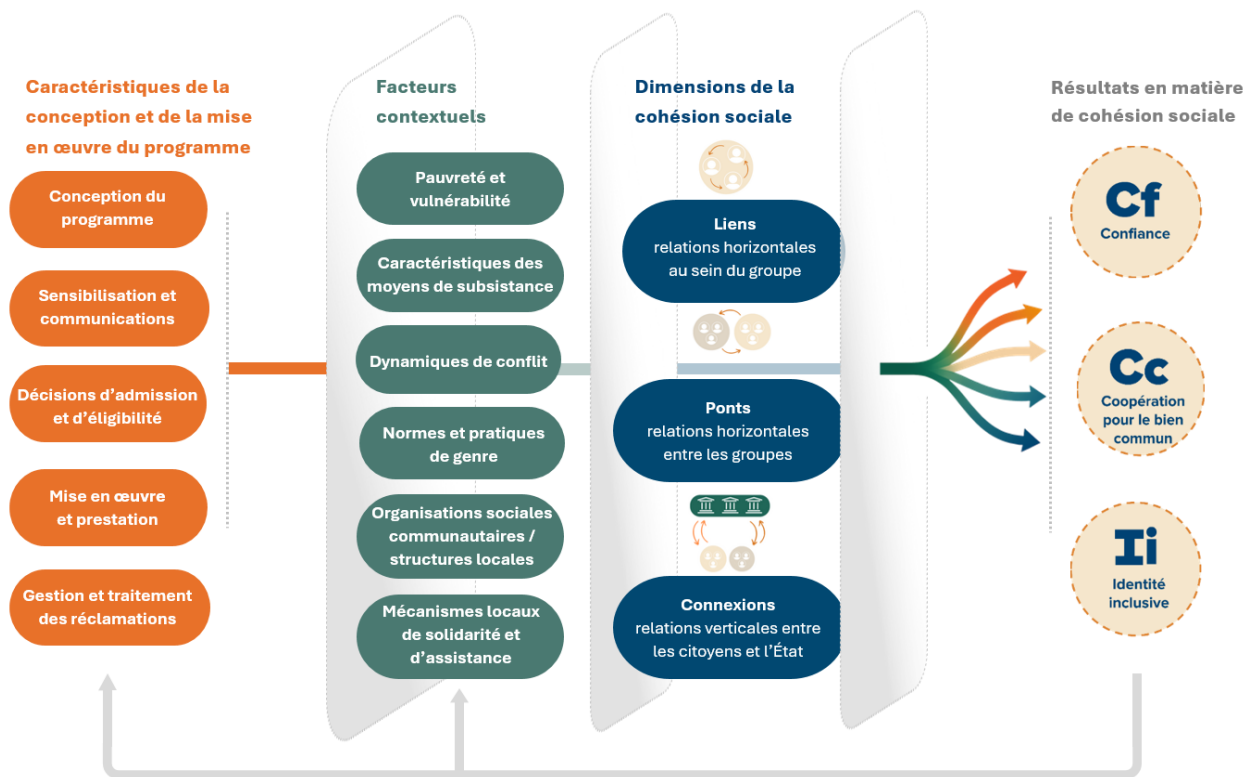 Caractéristiques de la
conception et de la mise
en œuvre du programme
Conception du
programme
Sensibilisation et
communications
Décisions d’admission
et d’éligibilité
Mise en œuvre
et prestation
Gestion et traitement
des réclamations
Facteurs
contextuels
Pauvreté et
vulnérabilité
Caractéristiques des
moyens de subsistance
Dynamiques de conflit
Normes et pratiques
de genre
Organisations sociales
communautaires /
structures locales
Mécanismes locaux
de solidarité et
d’assistance
Dimensions de la
cohésion sociale
Liens
relations horizontales
au sein du groupe
Ponts
relations horizontales
entre les groupes
Connexions
relations verticales entre
les citoyens et l’État
Résultats en matière
de cohésion sociale
Cf
Confiance
Cc
Coopération
pour le bien
commun
Ii
Identité
inclusive